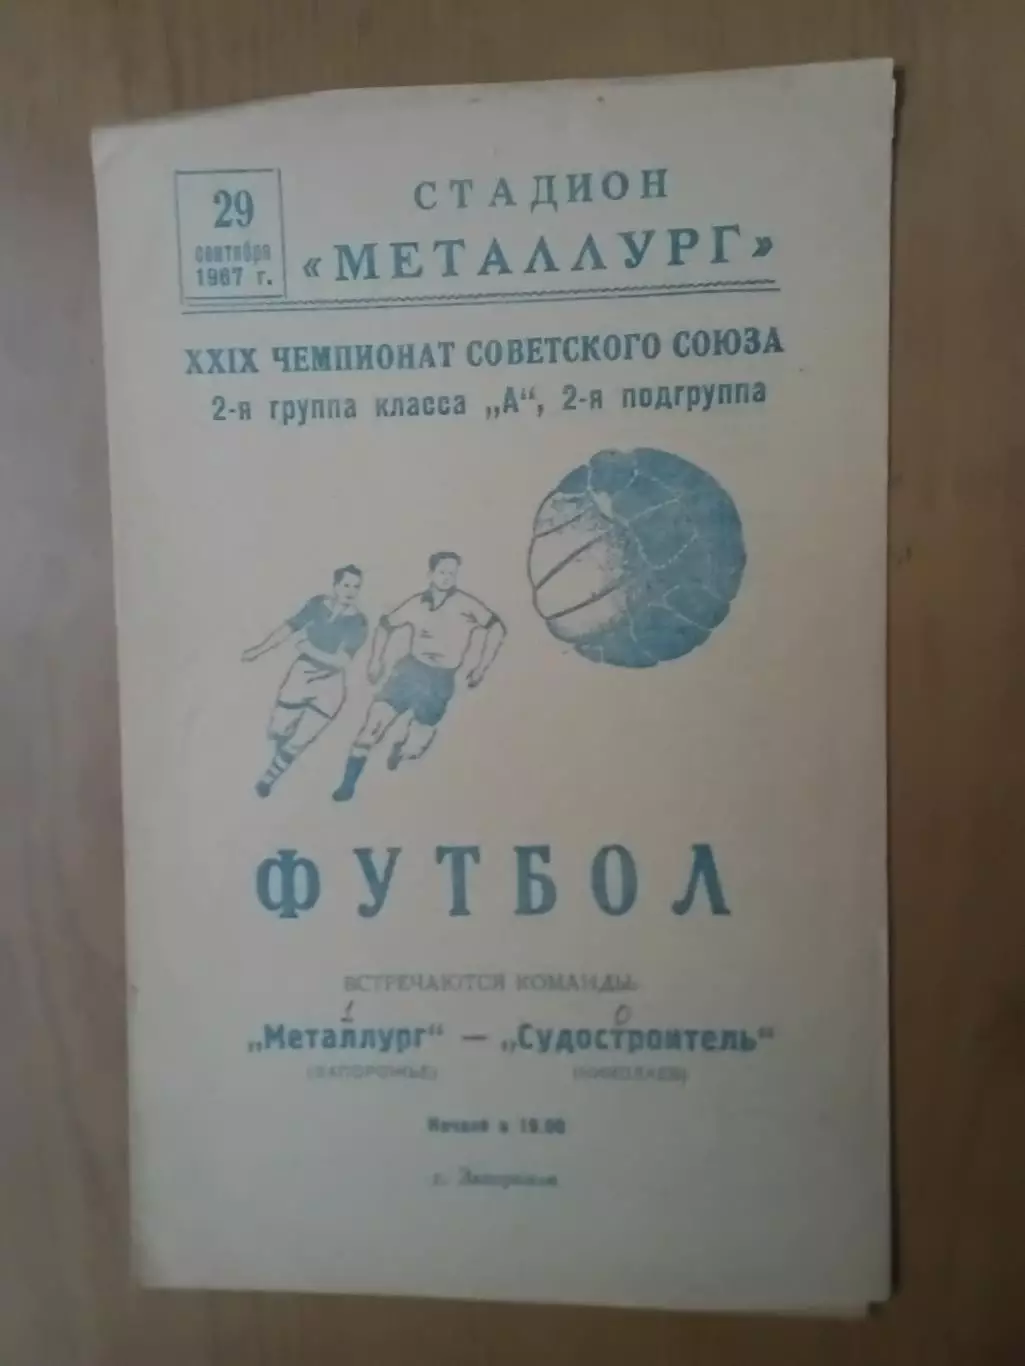 29
сентября
1967 г.
СТАДИОН
«МЕТАЛЛУРГ»
XXIX ЧЕМПИОНАТ СОВЕТСКОГО СОЮЗА
2-я группа класса „А“, 2-я подгруппа
ФУТБОЛ
ВСТРЕЧАЮТСЯ КОМАНДЫ:
1 0
„Металлург“ — „Судостроитель“
(ЗАПОРОЖЬЕ) (НИКОЛАЕВ)
Начало в 19.00
г. Запорожье